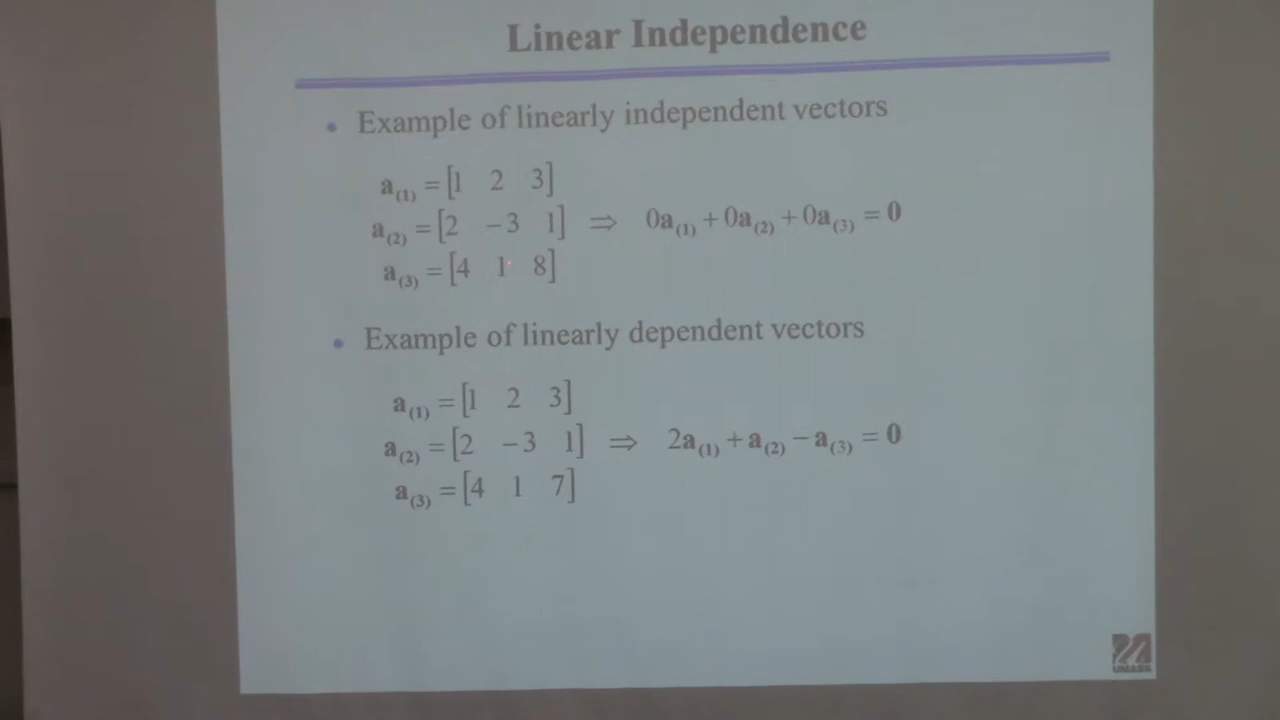 Linear Independence
• Example of linearly independent vectors
a(1) = [1 2 3]
a(2) = [2 −3 1] ⇒ 0a(1) + 0a(2) + 0a(3) = 0
a(3) = [4 1 8]
• Example of linearly dependent vectors
a(1) = [1 2 3]
a(2) = [2 −3 1] ⇒ 2a(1) + a(2) − a(3) = 0
a(3) = [4 1 7]
UMASS